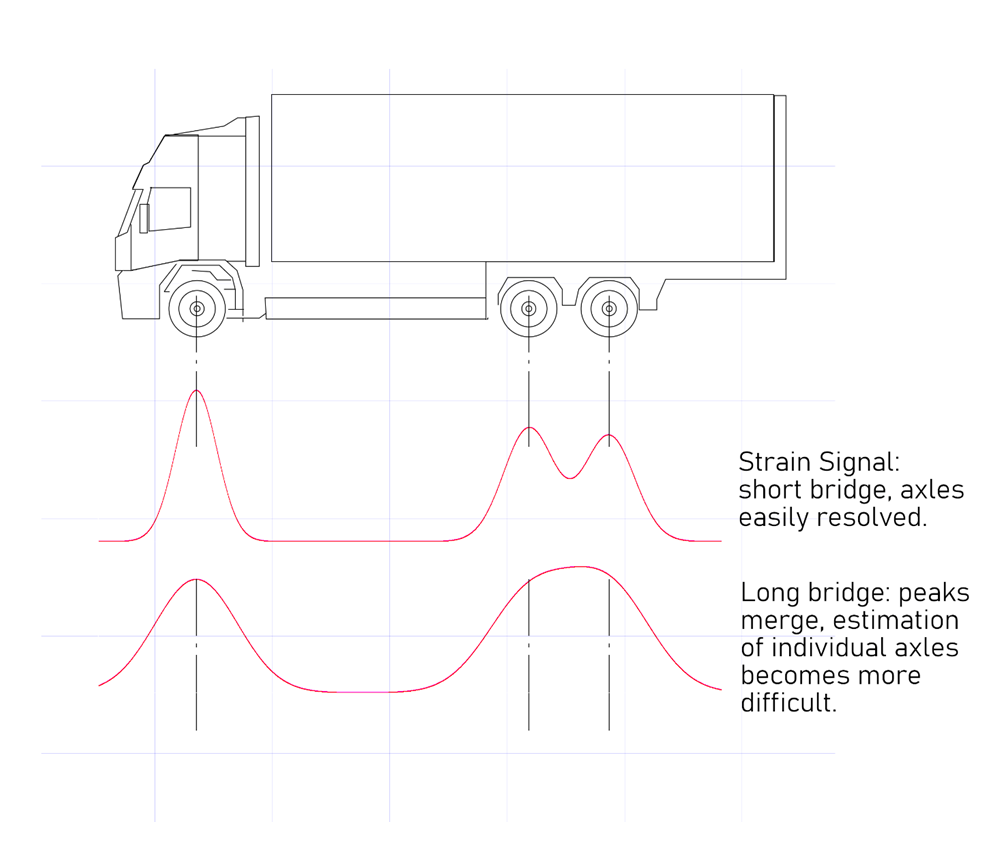 Strain Signal:
short bridge, axles
easily resolved.
Long bridge: peaks
merge, estimation
of individual axles
becomes more
difficult.